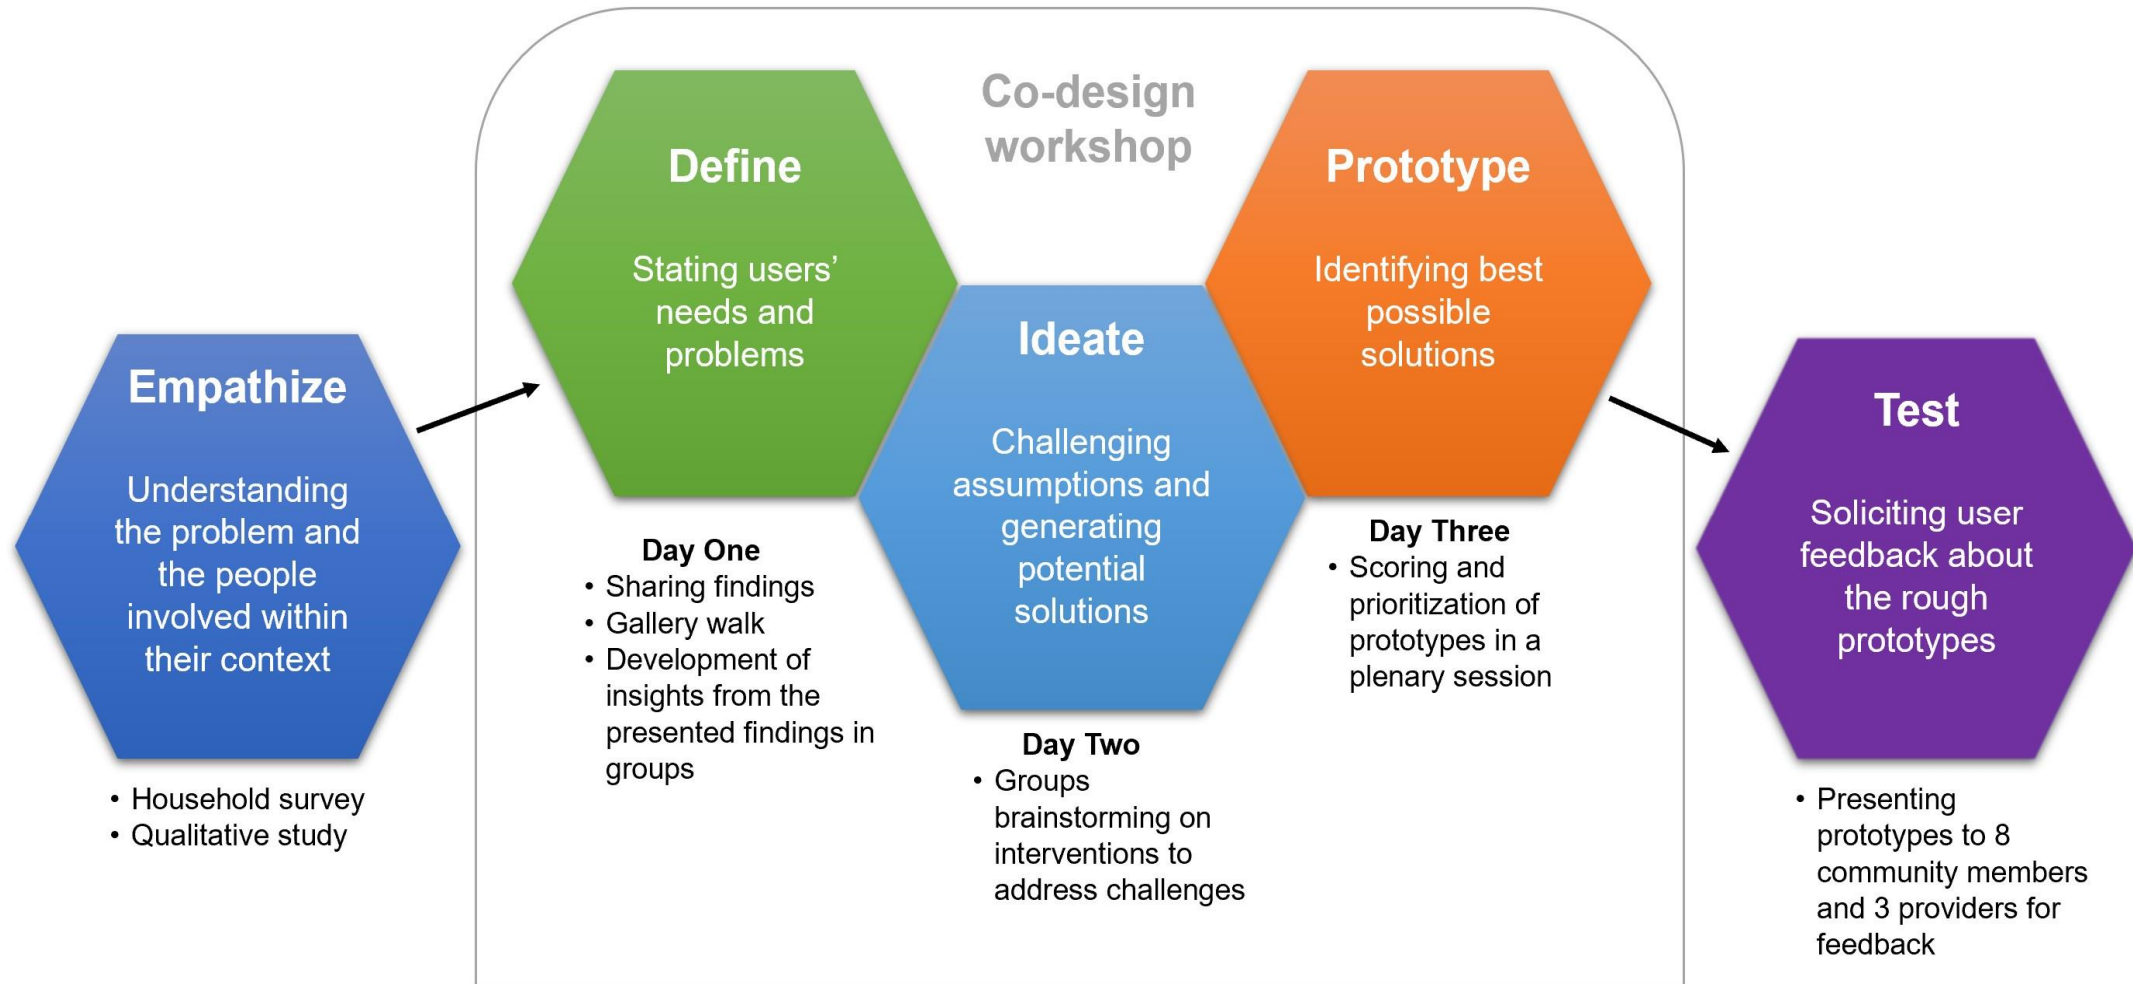 Co-design
workshop
Empathize
Understanding
the problem and
the people
involved within
their context
• Household survey
• Qualitative study
Define
Stating users’
needs and
problems
Day One
• Sharing findings
• Gallery walk
• Development of
insights from the
presented findings in
groups
Ideate
Challenging
assumptions and
generating
potential
solutions
Day Two
• Groups
brainstorming on
interventions to
address challenges
Prototype
Identifying best
possible
solutions
Day Three
• Scoring and
prioritization of
prototypes in a
plenary session
Test
Soliciting user
feedback about
the rough
prototypes
• Presenting
prototypes to 8
community members
and 3 providers for
feedback